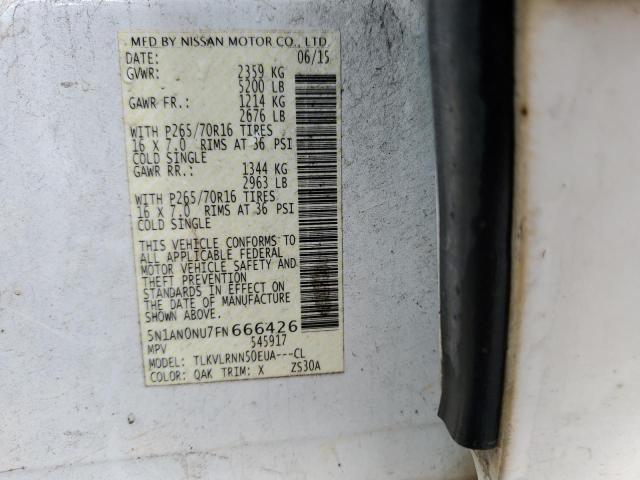 MFD BY NISSAN MOTOR CO., LTD
DATE: 06/15
GVWR: 2359 KG
5200 LB
GAWR FR.: 1214 KG
2676 LB
WITH P265/70R16 TIRES
16 X 7.0 RIMS AT 36 PSI
COLD SINGLE
GAWR RR.: 1344 KG
2963 LB
WITH P265/70R16 TIRES
16 X 7.0 RIMS AT 36 PSI
COLD SINGLE
THIS VEHICLE CONFORMS TO
ALL APPLICABLE FEDERAL
MOTOR VEHICLE SAFETY AND
THEFT PREVENTION
STANDARDS IN EFFECT ON
THE DATE OF MANUFACTURE
SHOWN ABOVE.
5N1AN0NU7FN666426
MPV 545917
MODEL: TLKVLRNN50EUA---CL
COLOR: QAK TRIM: X ZS30A